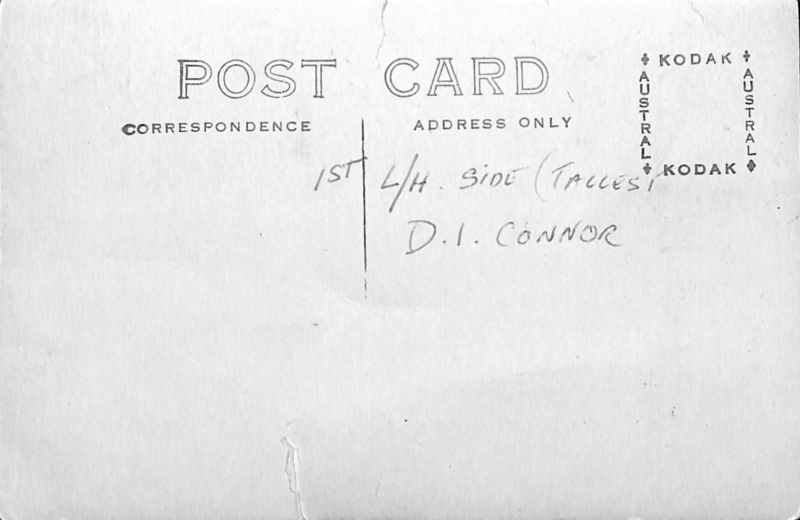 POST CARD
CORRESPONDENCE
ADDRESS ONLY
KODAK
AUSTRAL
AUSTRAL
KODAK
1ST L/H. SIDE (TALLEST
D. I. CONNOR